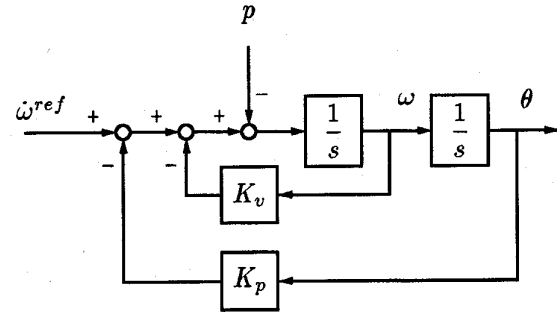 p
−
ω̇^{ref} + + + 1/s ω 1/s θ
− −
K_v
K_p